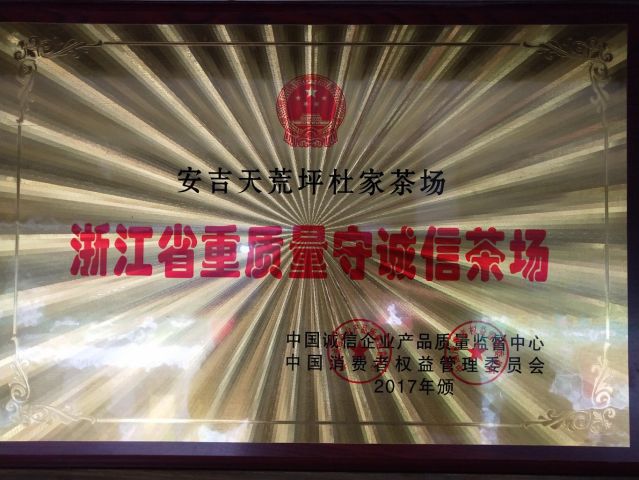 安吉天荒坪杜家茶场
浙江省重质量守诚信茶场
中国诚信企业产品质量监督中心
中国消费者权益管理委员会
2017年颁